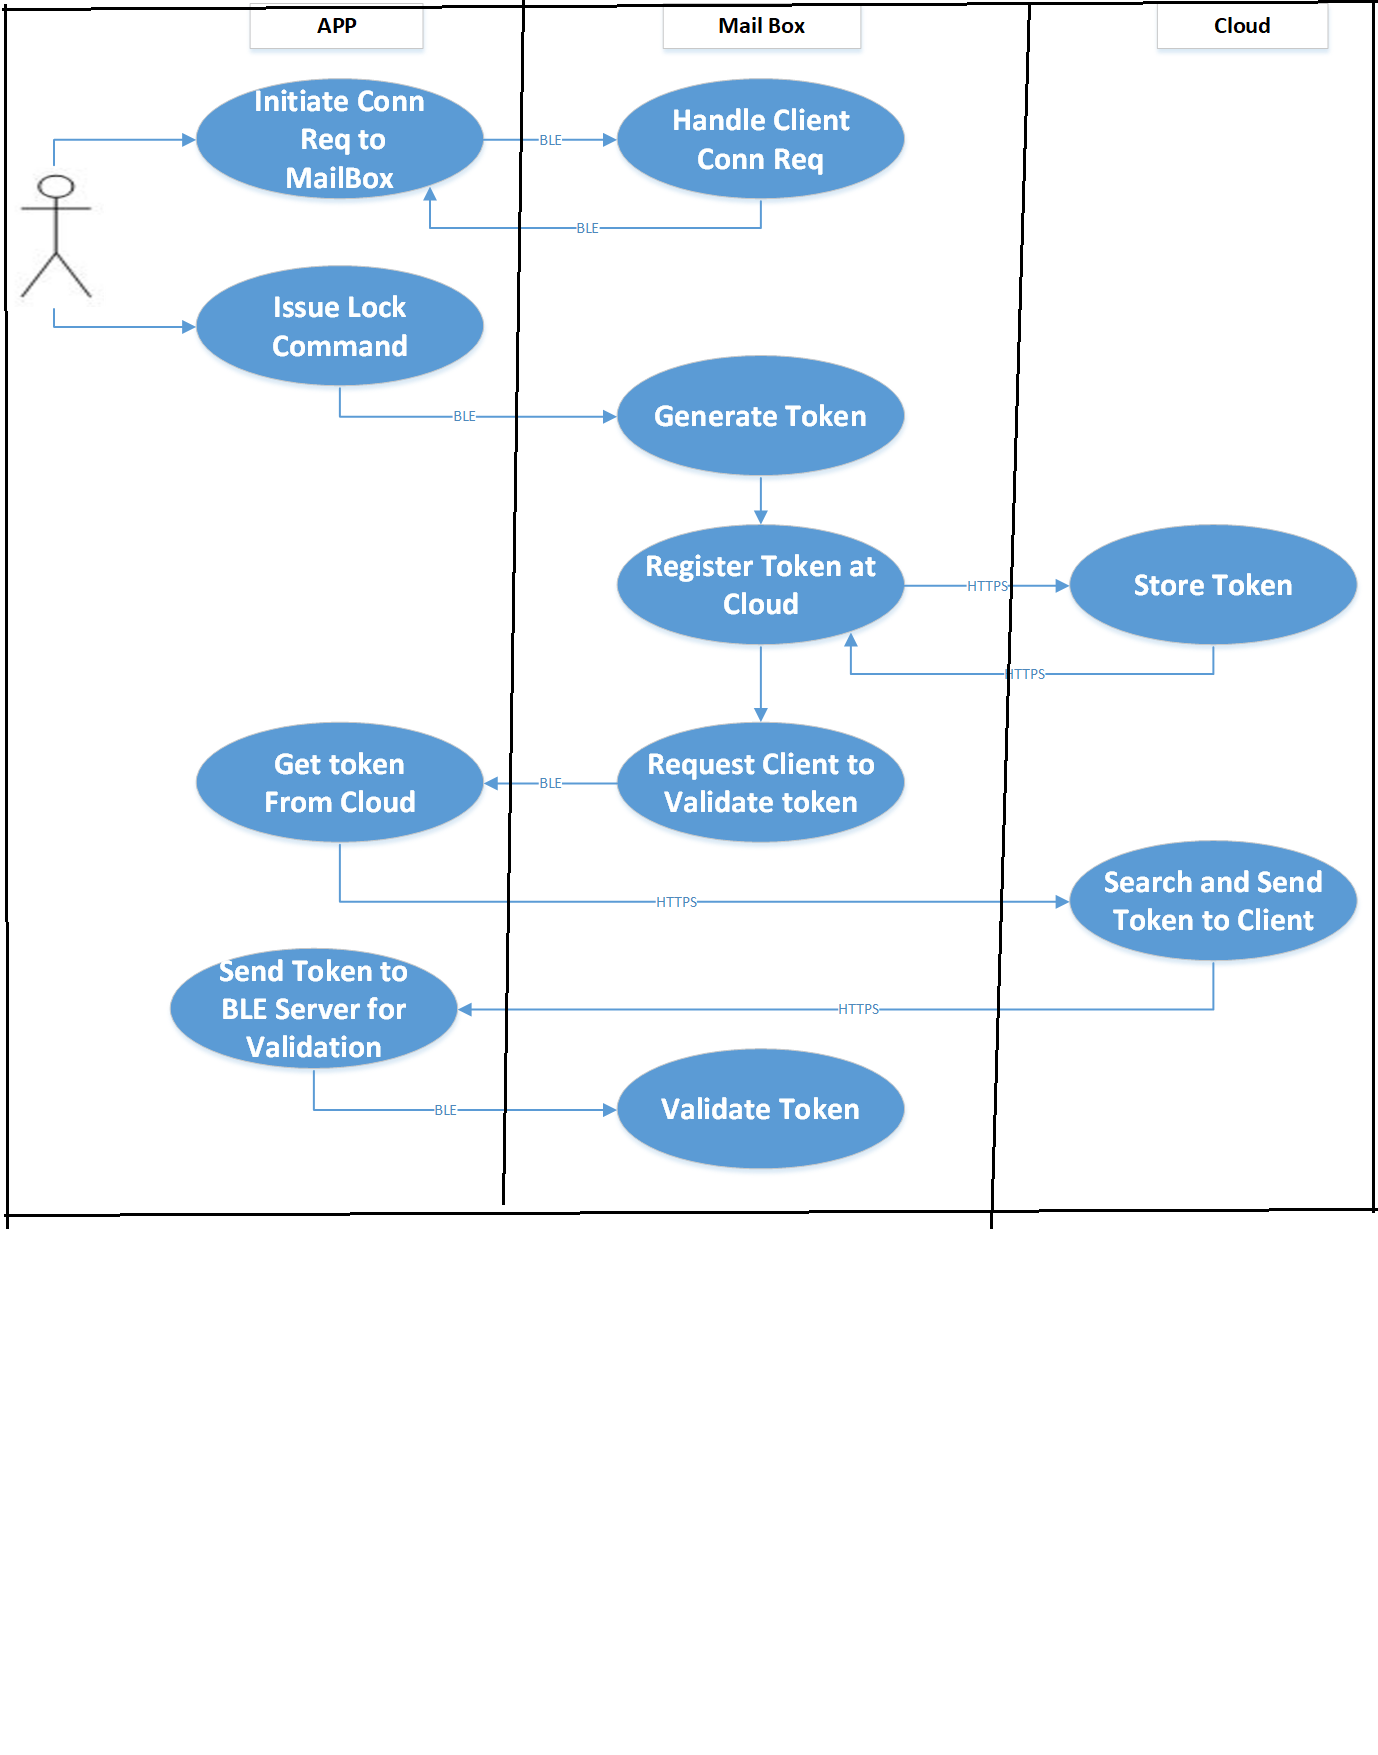 APP
Mail Box
Cloud
Initiate Conn
Req to
MailBox
BLE
Handle Client
Conn Req
BLE
Issue Lock
Command
BLE
Generate Token
Register Token at
Cloud
HTTPS
Store Token
HTTPS
Get token
From Cloud
BLE
Request Client to
Validate token
HTTPS
Search and Send
Token to Client
Send Token to
BLE Server for
Validation
HTTPS
BLE
Validate Token